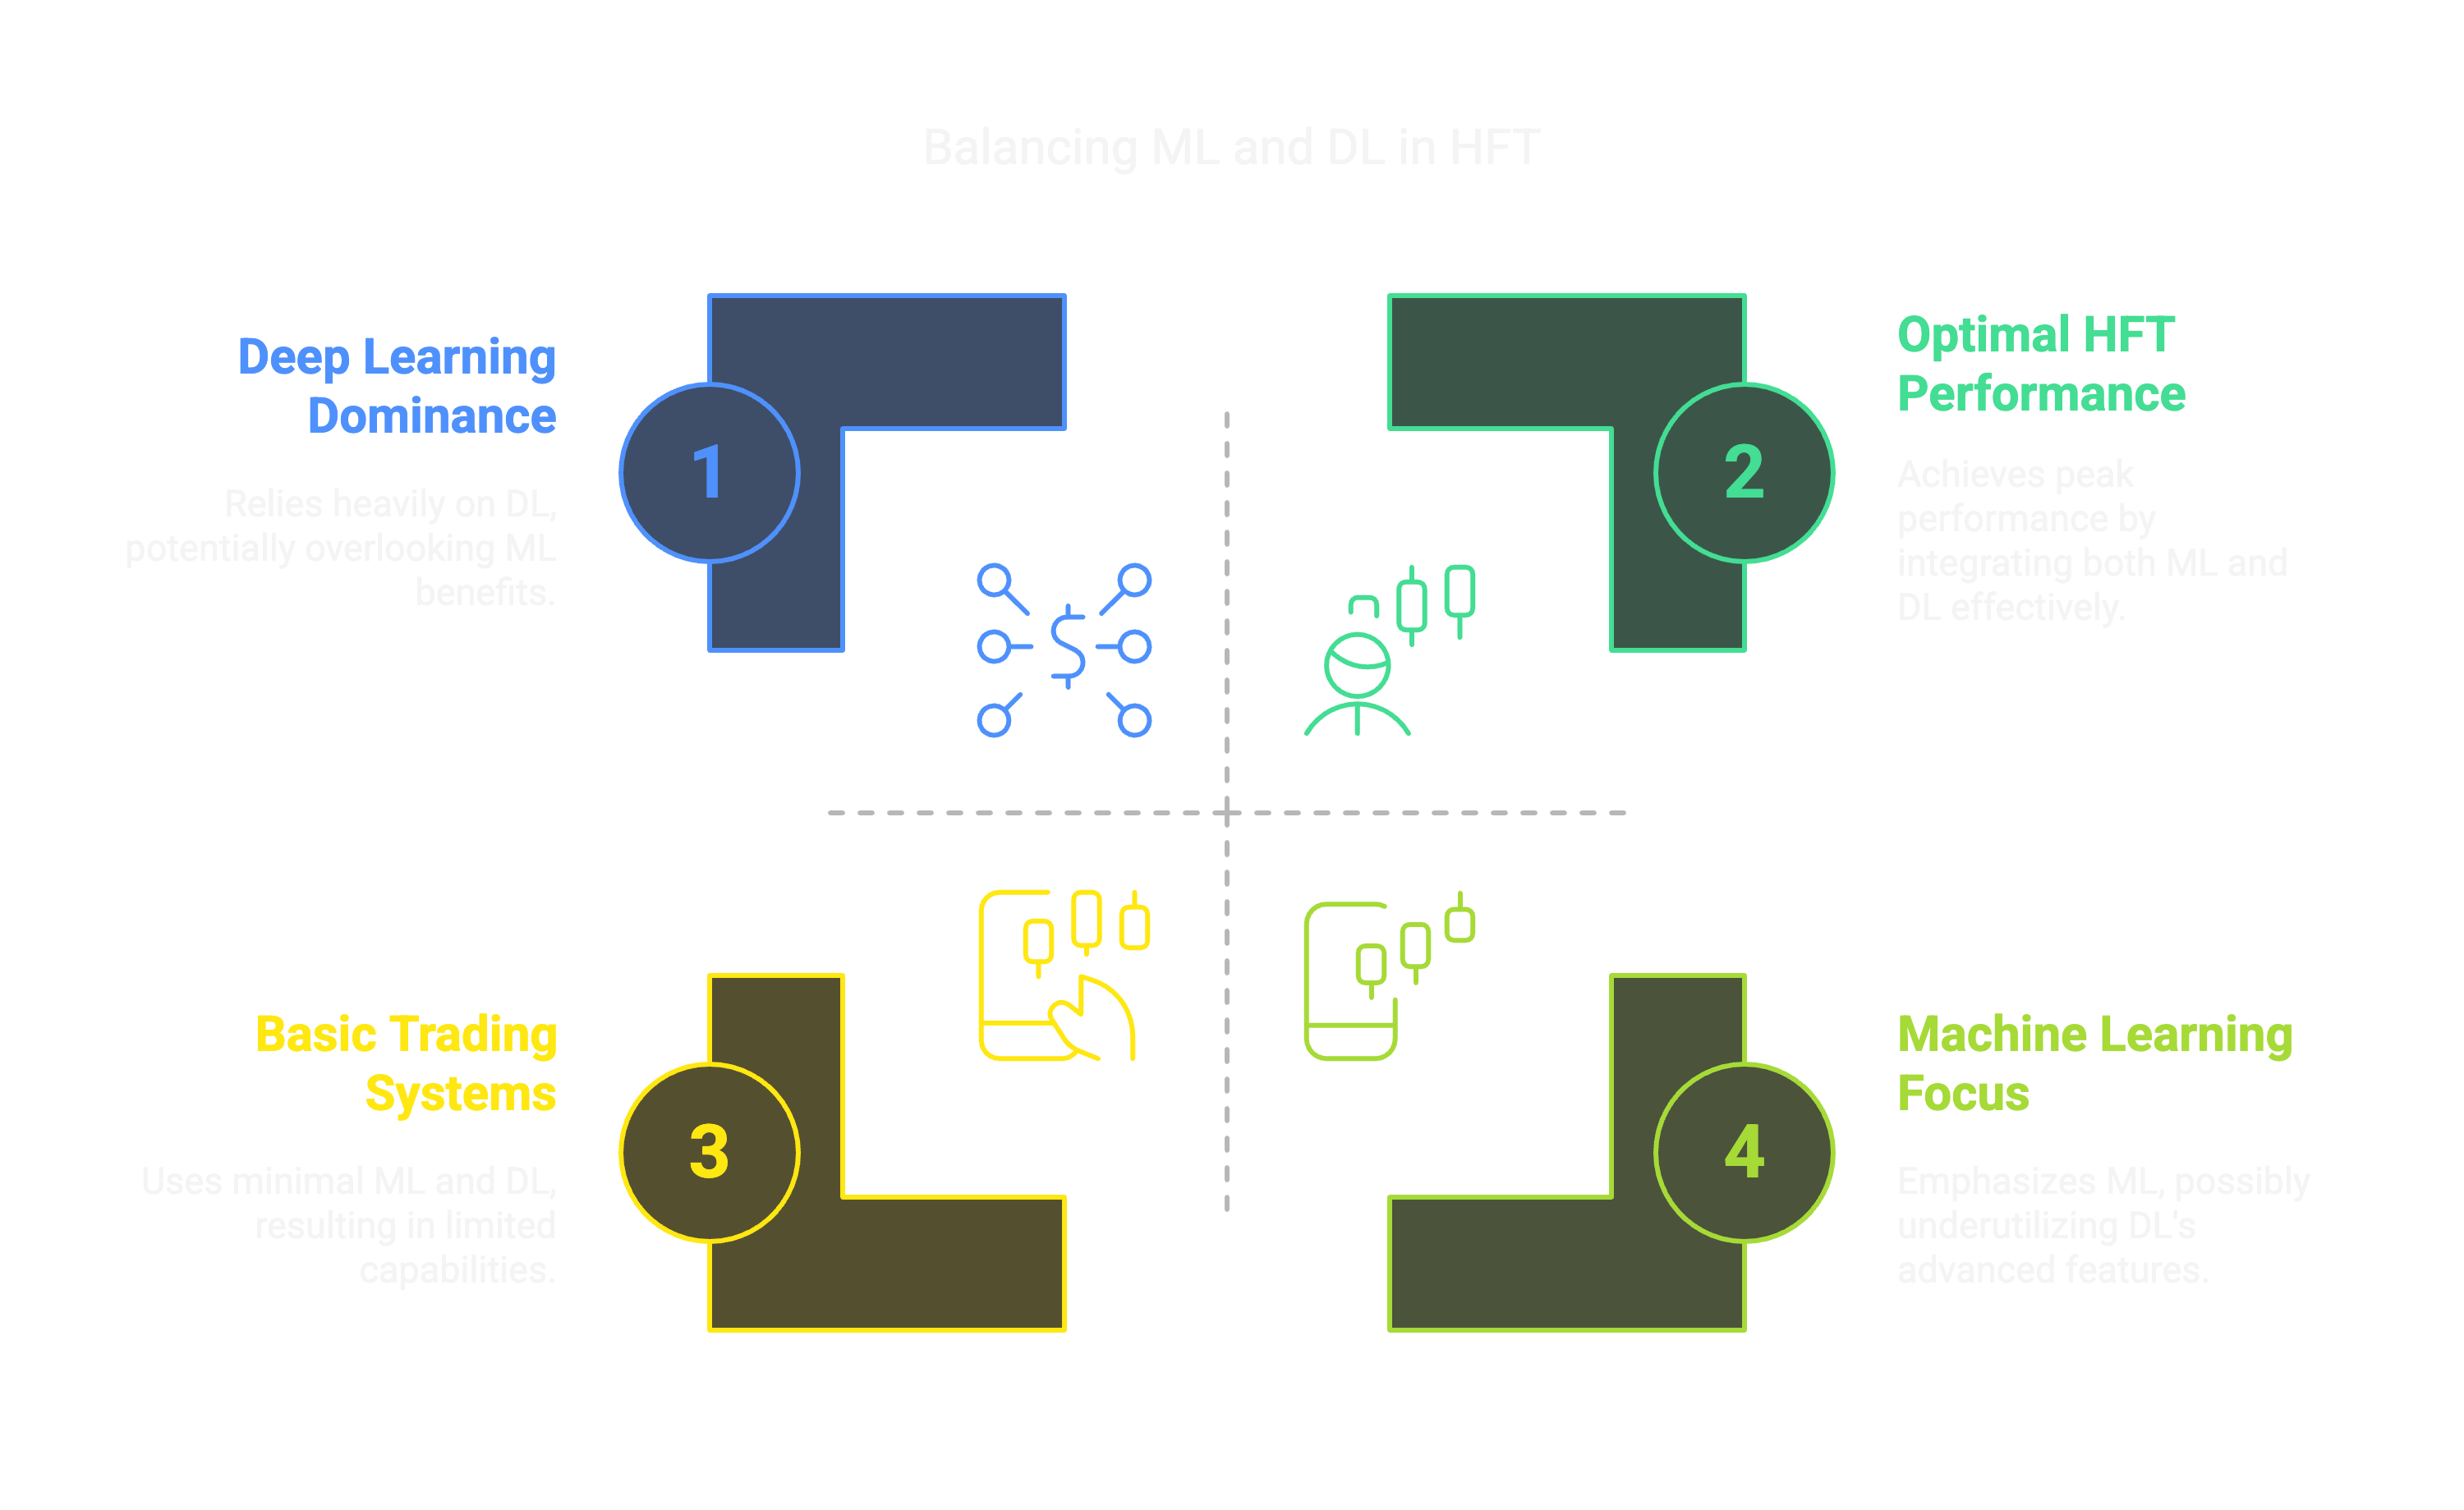 Balancing ML and DL in HFT
Deep Learning
Dominance
Relies heavily on DL,
potentially overlooking ML
benefits.
1
2
Optimal HFT
Performance
Achieves peak
performance by
integrating both ML and
DL effectively.
$
Basic Trading
Systems
Uses minimal ML and DL,
resulting in limited
capabilities.
3
4
Machine Learning
Focus
Emphasizes ML, possibly
underutilizing DL's
advanced features.